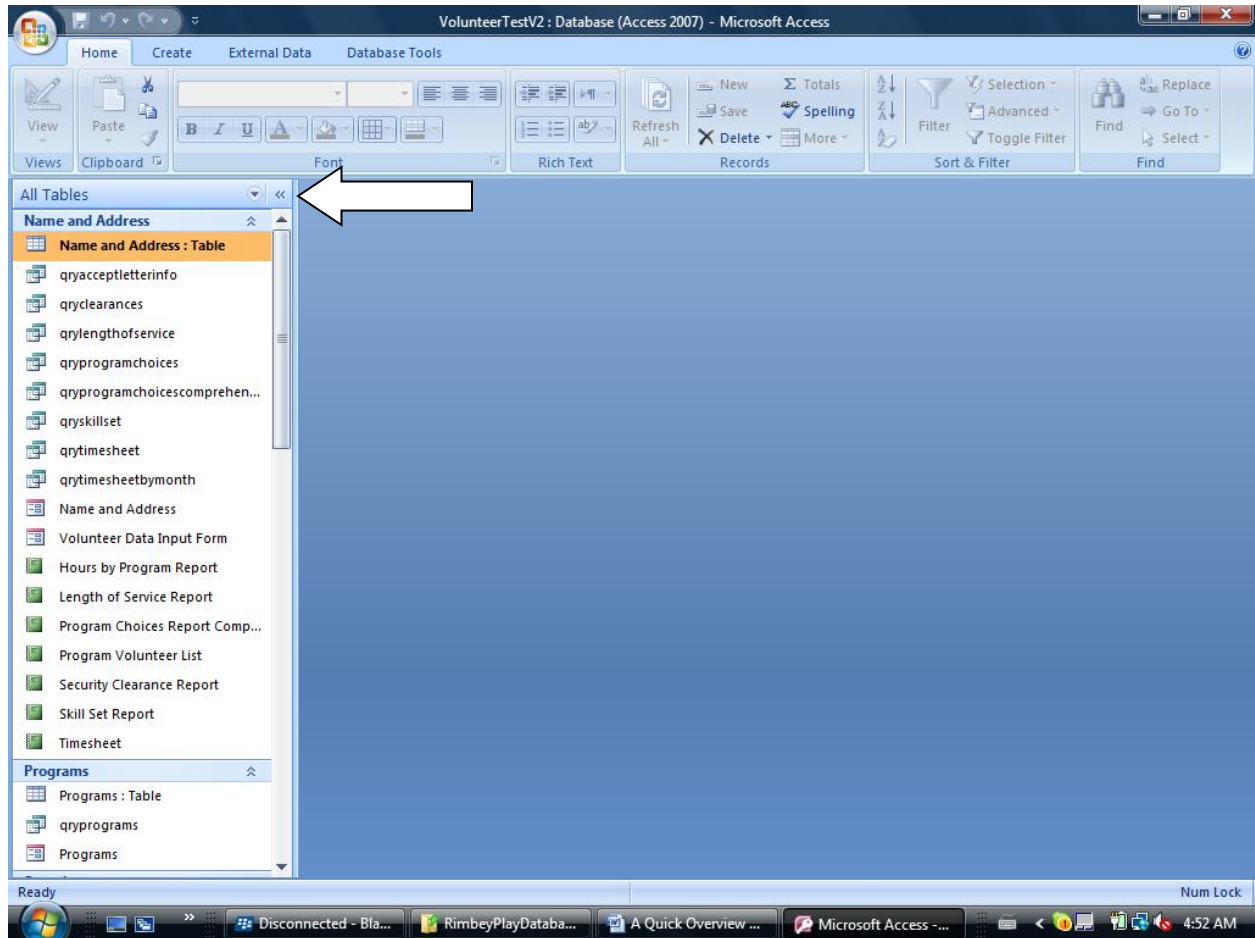 VolunteerTestV2 : Database (Access 2007) - Microsoft Access
Home Create External Data Database Tools
View
Paste
B I U A
Refresh All
New
Save
Delete
Σ Totals
Spelling
More
Filter
Selection
Advanced
Toggle Filter
Find
Replace
Go To
Select
Views Clipboard Font Rich Text Records Sort & Filter Find
All Tables
Name and Address
Name and Address : Table
qryacceptletterinfo
qryclearances
qrylengthofservice
qryprogramchoices
qryprogramchoicescomprehen...
qryskillset
qrytimesheet
qrytimesheetbymonth
Name and Address
Volunteer Data Input Form
Hours by Program Report
Length of Service Report
Program Choices Report Comp...
Program Volunteer List
Security Clearance Report
Skill Set Report
Timesheet
Programs
Programs : Table
qryprograms
Programs
Ready Num Lock
Disconnected - Bla... RimbeyPlayDataba... A Quick Overview ... Microsoft Access -... 4:52 AM